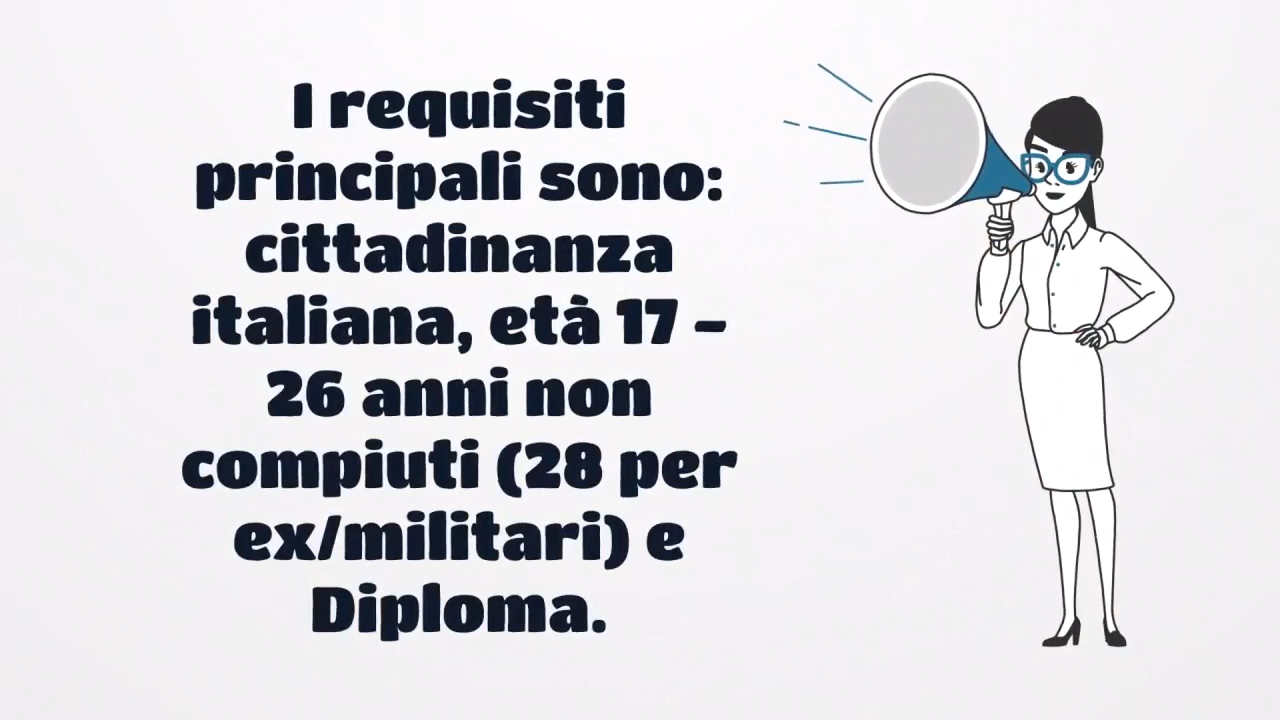 I requisiti
principali sono:
cittadinanza
italiana, età 17 -
26 anni non
compiuti (28 per
ex/militari) e
Diploma.